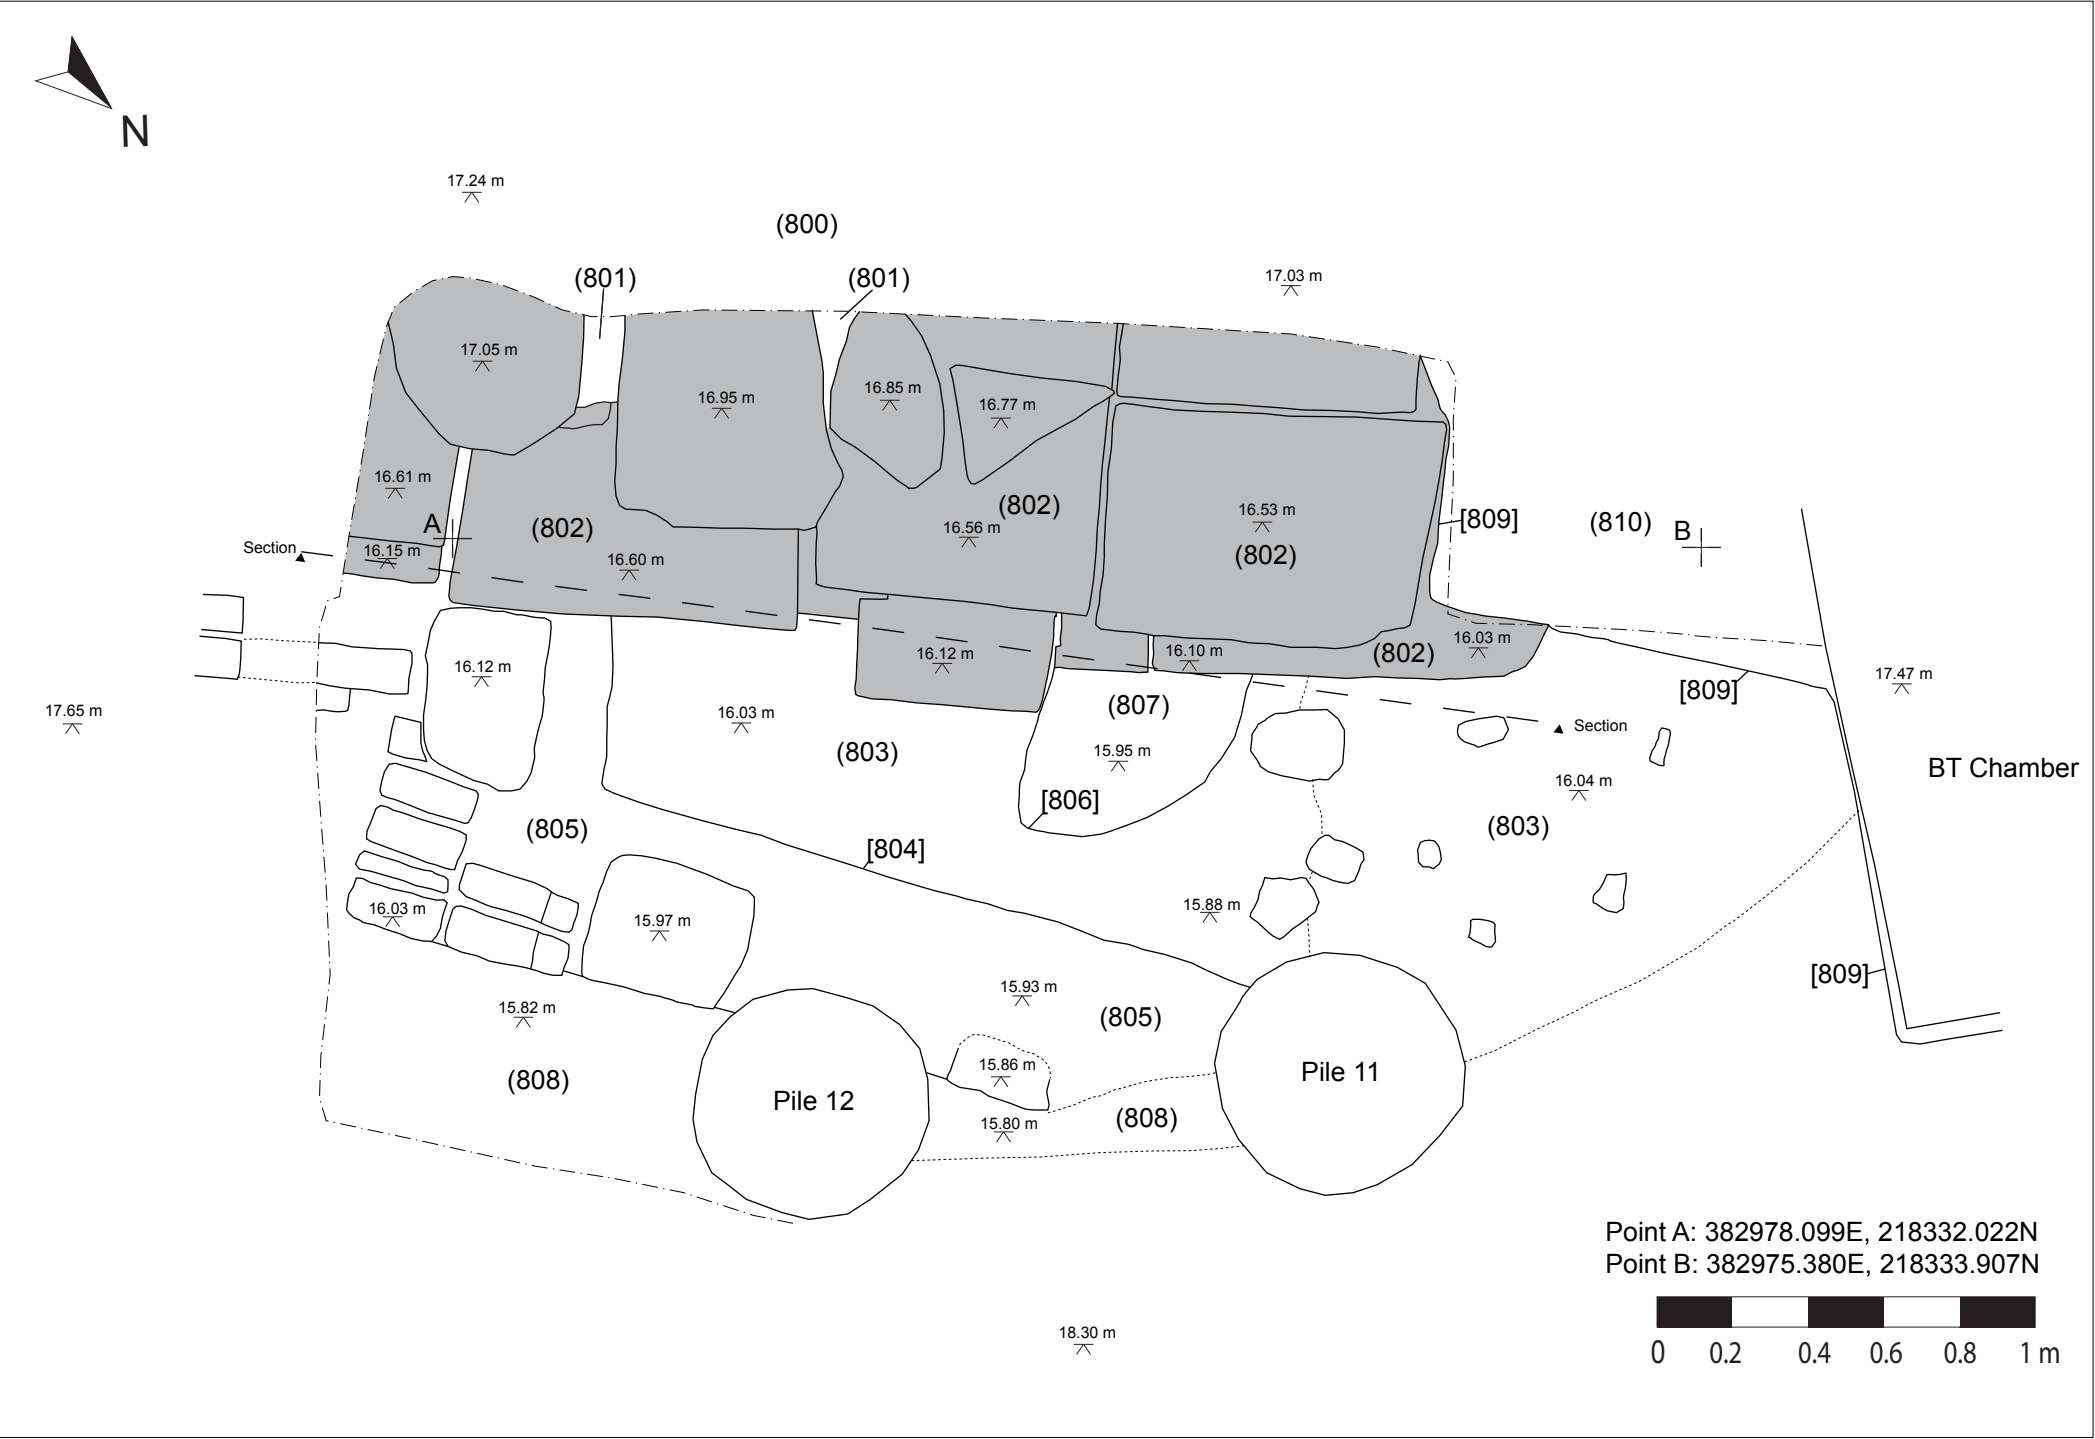 N
17.24 m
(800)
(801)
(801)
17.03 m
17.05 m
16.95 m
16.85 m
16.77 m
16.61 m
A
(802)
(802)
16.56 m
16.53 m
(802)
[809]
(810)
B
Section
16.15 m
16.60 m
16.12 m
16.12 m
16.10 m
(802)
16.03 m
[809]
17.47 m
17.65 m
16.03 m
(803)
(807)
15.95 m
Section
BT Chamber
16.04 m
[806]
(805)
[804]
(803)
16.03 m
15.97 m
15.88 m
[809]
15.82 m
15.93 m
(805)
(808)
Pile 12
15.86 m
Pile 11
15.80 m
(808)
Point A: 382978.099E, 218332.022N
Point B: 382975.380E, 218333.907N
18.30 m
0 0.2 0.4 0.6 0.8 1 m